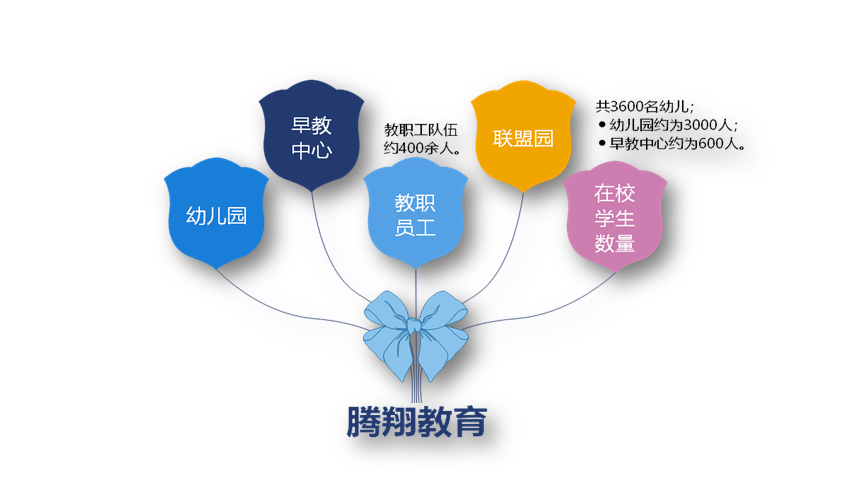 早教
中心
教职工队伍
约400余人。
联盟园
共3600名幼儿；
• 幼儿园约为3000人；
• 早教中心约为600人。
幼儿园
教职
员工
在校
学生
数量
腾翔教育